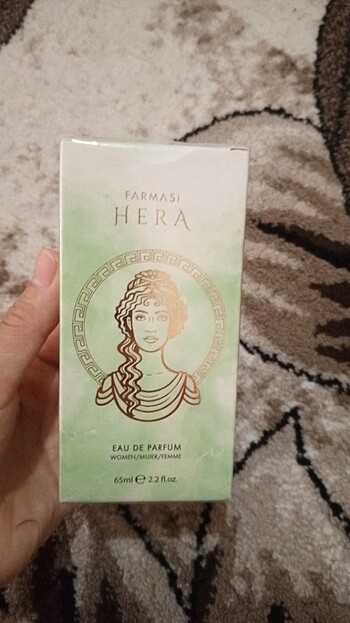 FARMASi
HERA
EAU DE PARFUM
WOMEN/MUJER/FEMME
65ml ℮ 2.2 fl.oz.